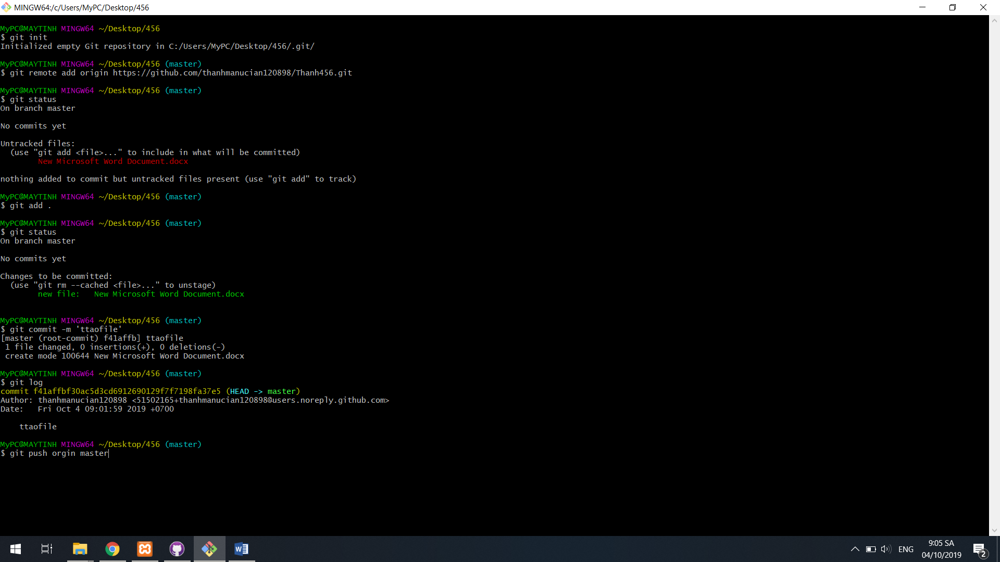 MINGW64:/c/Users/MyPC/Desktop/456
MyPC@MAYTINH MINGW64 ~/Desktop/456
$ git init
Initialized empty Git repository in C:/Users/MyPC/Desktop/456/.git/
MyPC@MAYTINH MINGW64 ~/Desktop/456 (master)
$ git remote add origin https://github.com/thanhmanucian120898/Thanh456.git
MyPC@MAYTINH MINGW64 ~/Desktop/456 (master)
$ git status
On branch master
No commits yet
Untracked files:
  (use "git add <file>..." to include in what will be committed)
        New Microsoft Word Document.docx
nothing added to commit but untracked files present (use "git add" to track)
MyPC@MAYTINH MINGW64 ~/Desktop/456 (master)
$ git add .
MyPC@MAYTINH MINGW64 ~/Desktop/456 (master)
$ git status
On branch master
No commits yet
Changes to be committed:
  (use "git rm --cached <file>..." to unstage)
        new file:   New Microsoft Word Document.docx
MyPC@MAYTINH MINGW64 ~/Desktop/456 (master)
$ git commit -m 'ttaofile'
[master (root-commit) f41affb] ttaofile
 1 file changed, 0 insertions(+), 0 deletions(-)
 create mode 100644 New Microsoft Word Document.docx
MyPC@MAYTINH MINGW64 ~/Desktop/456 (master)
$ git log
commit f41affbf30ac5d3cd6912690129f7f7198fa37e5 (HEAD -> master)
Author: thanhmanucian120898 <51502165+thanhmanucian120898@users.noreply.github.com>
Date:   Fri Oct 4 09:01:59 2019 +0700
    ttaofile
MyPC@MAYTINH MINGW64 ~/Desktop/456 (master)
$ git push orgin master
ENG
9:05 SA
04/10/2019
2